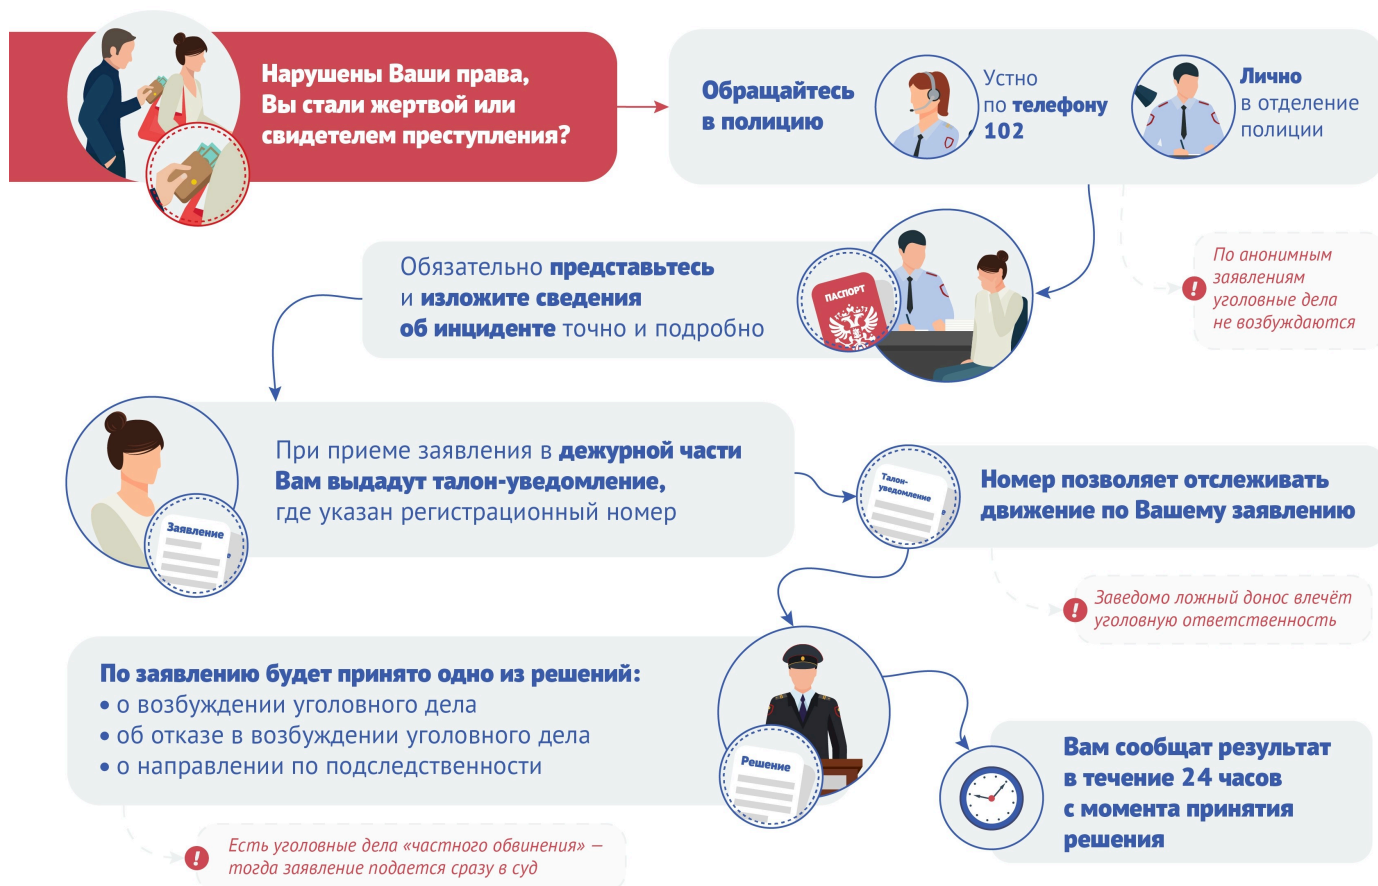 Нарушены Ваши права,
Вы стали жертвой или
свидетелем преступления?
Обращайтесь
в полицию
Устно
по телефону
102
Лично
в отделение
полиции
По анонимным
заявлениям
уголовные дела
не возбуждаются
Обязательно представьтесь
и изложите сведения
об инциденте точно и подробно
ПАСПОРТ
При приеме заявления в дежурной части
Вам выдадут талон-уведомление,
где указан регистрационный номер
Заявление
Талон-
уведомление
Номер позволяет отслеживать
движение по Вашему заявлению
Заведомо ложный донос влечёт
уголовную ответственность
По заявлению будет принято одно из решений:
• о возбуждении уголовного дела
• об отказе в возбуждении уголовного дела
• о направлении по подследственности
Решение
Вам сообщат результат
в течение 24 часов
с момента принятия
решения
Есть уголовные дела «частного обвинения» –
тогда заявление подается сразу в суд